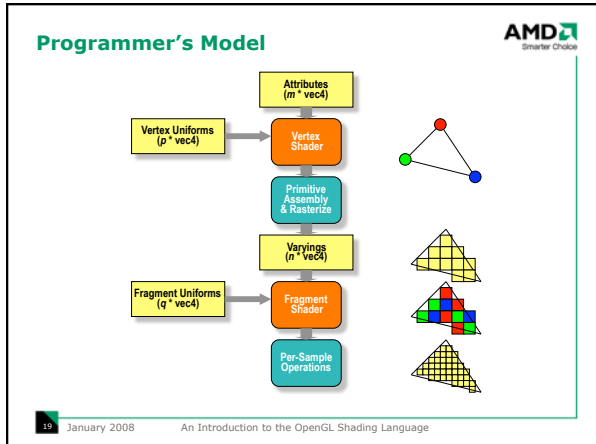 Programmer's Model
AMD
Smarter Choice
Attributes
(m * vec4)
Vertex Uniforms
(p * vec4)
Vertex
Shader
Primitive
Assembly
& Rasterize
Varyings
(n * vec4)
Fragment Uniforms
(q * vec4)
Fragment
Shader
Per-Sample
Operations
19
January 2008
An Introduction to the OpenGL Shading Language